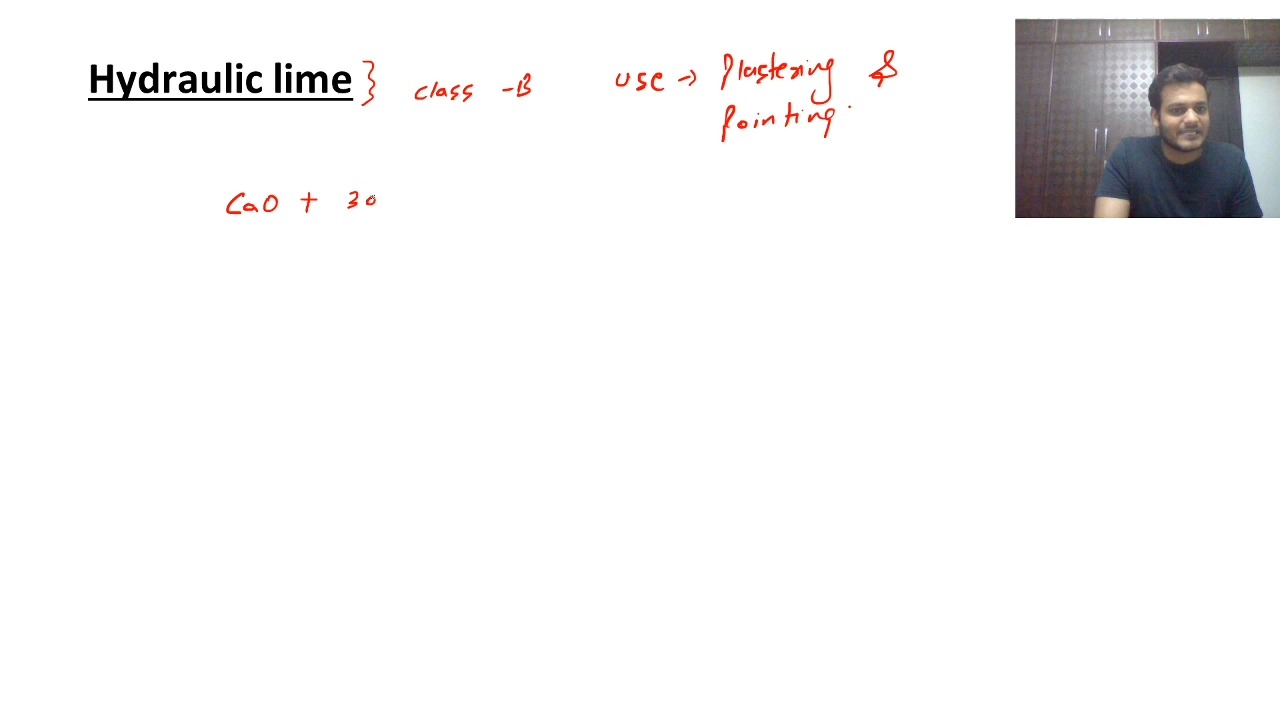 Hydraulic lime } class -B use → Plastering &
Pointing.
CaO + 30